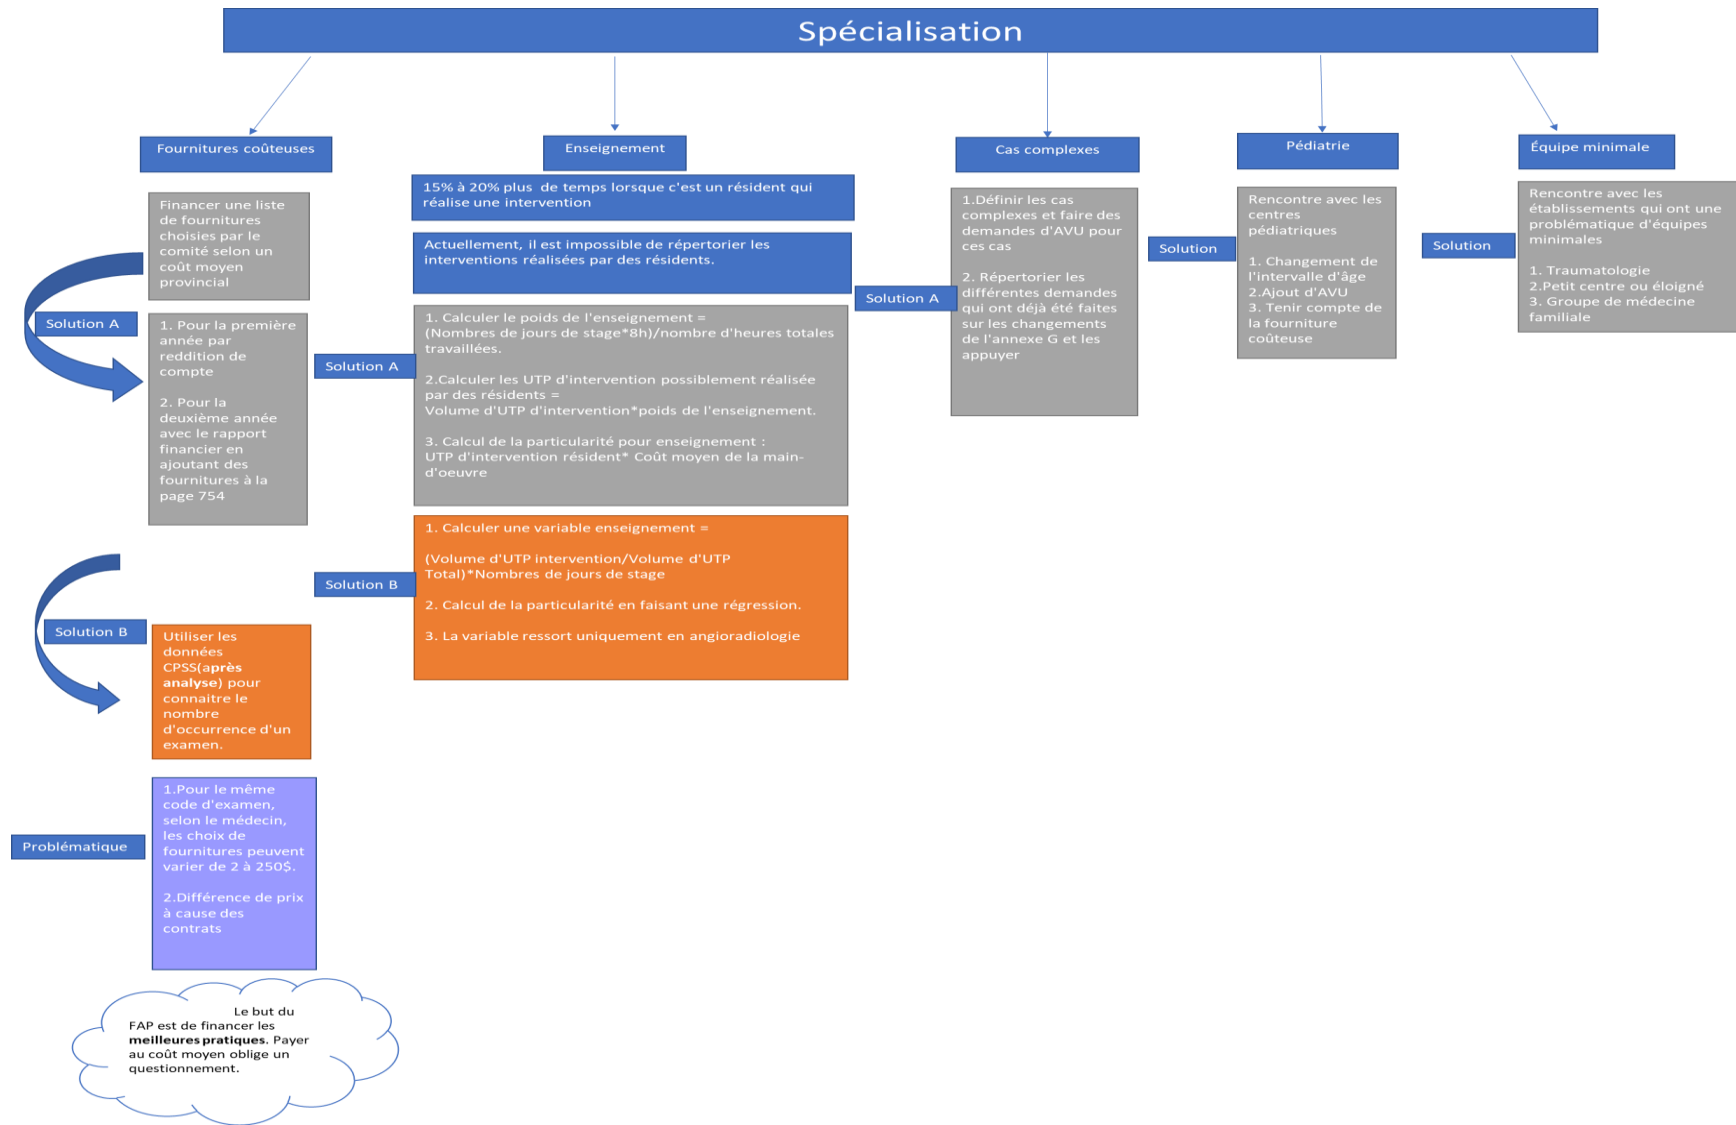 Spécialisation
Fournitures coûteuses
Financer une liste
de fournitures
choisies par le
comité selon un
coût moyen
provincial
Solution A
1. Pour la première
année par
reddition de
compte
2. Pour la
deuxième année
avec le rapport
financier en
ajoutant des
fournitures à la
page 754
Solution B
Utiliser les
données
CPSS(après
analyse) pour
connaitre le
nombre
d'occurrence d'un
examen.
Problématique
1.Pour le même
code d'examen,
selon le médecin,
les choix de
fournitures peuvent
varier de 2 à 250$.
2.Différence de prix
à cause des
contrats
Le but du
FAP est de financer les
meilleures pratiques. Payer
au coût moyen oblige un
questionnement.
Enseignement
15% à 20% plus de temps lorsque c'est un résident qui
réalise une intervention
Actuellement, il est impossible de répertorier les
interventions réalisées par des résidents.
Solution A
1. Calculer le poids de l'enseignement =
(Nombres de jours de stage*8h)/nombre d'heures totales
travaillées.
2.Calculer les UTP d'intervention possiblement réalisée
par des résidents =
Volume d'UTP d'intervention*poids de l'enseignement.
3. Calcul de la particularité pour enseignement :
UTP d'intervention résident* Coût moyen de la main-
d'oeuvre
Solution B
1. Calculer une variable enseignement =
(Volume d'UTP intervention/Volume d'UTP
Total)*Nombres de jours de stage
2. Calcul de la particularité en faisant une régression.
3. La variable ressort uniquement en angioradiologie
Cas complexes
Solution A
1.Définir les cas
complexes et faire des
demandes d'AVU pour
ces cas
2. Répertorier les
différentes demandes
qui ont déjà été faites
sur les changements
de l'annexe G et les
appuyer
Pédiatrie
Solution
Rencontre avec les
centres
pédiatriques
1. Changement de
l'intervalle d'âge
2.Ajout d'AVU
3. Tenir compte de
la fourniture
coûteuse
Équipe minimale
Solution
Rencontre avec les
établissements qui ont une
problématique d'équipes
minimales
1. Traumatologie
2.Petit centre ou éloigné
3. Groupe de médecine
familiale